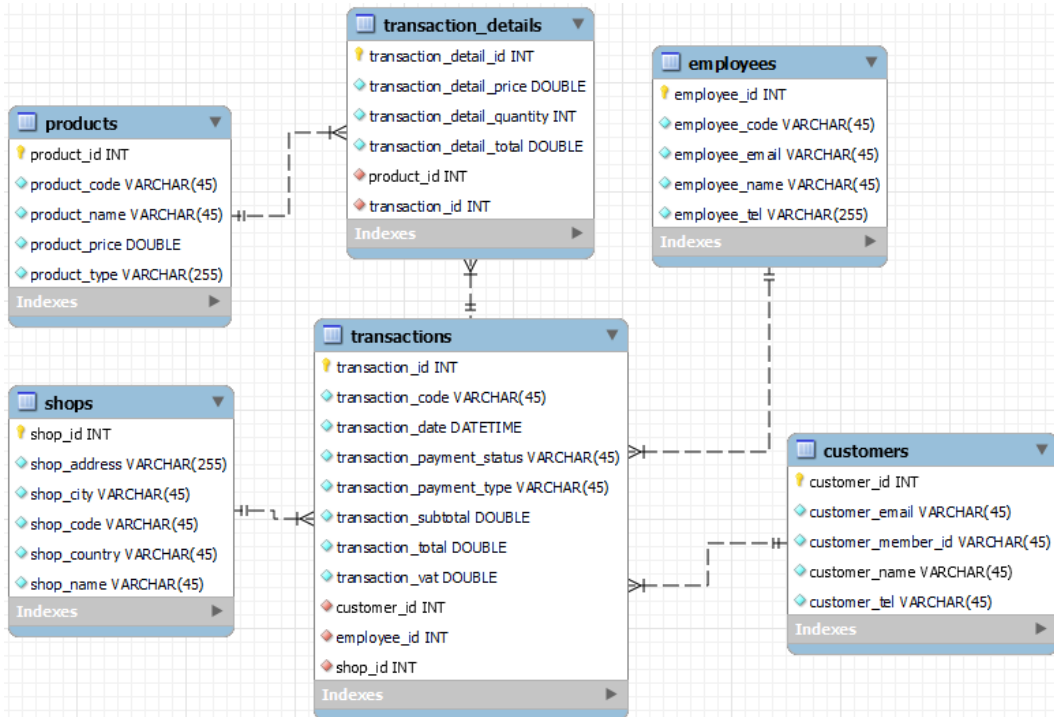 transaction_details
transaction_detail_id INT
transaction_detail_price DOUBLE
transaction_detail_quantity INT
transaction_detail_total DOUBLE
product_id INT
transaction_id INT
Indexes
employees
employee_id INT
employee_code VARCHAR(45)
employee_email VARCHAR(45)
employee_name VARCHAR(45)
employee_tel VARCHAR(255)
Indexes
products
product_id INT
product_code VARCHAR(45)
product_name VARCHAR(45)
product_price DOUBLE
product_type VARCHAR(255)
Indexes
transactions
transaction_id INT
transaction_code VARCHAR(45)
transaction_date DATETIME
transaction_payment_status VARCHAR(45)
transaction_payment_type VARCHAR(45)
transaction_subtotal DOUBLE
transaction_total DOUBLE
transaction_vat DOUBLE
customer_id INT
employee_id INT
shop_id INT
Indexes
shops
shop_id INT
shop_address VARCHAR(255)
shop_city VARCHAR(45)
shop_code VARCHAR(45)
shop_country VARCHAR(45)
shop_name VARCHAR(45)
Indexes
customers
customer_id INT
customer_email VARCHAR(45)
customer_member_id VARCHAR(45)
customer_name VARCHAR(45)
customer_tel VARCHAR(45)
Indexes